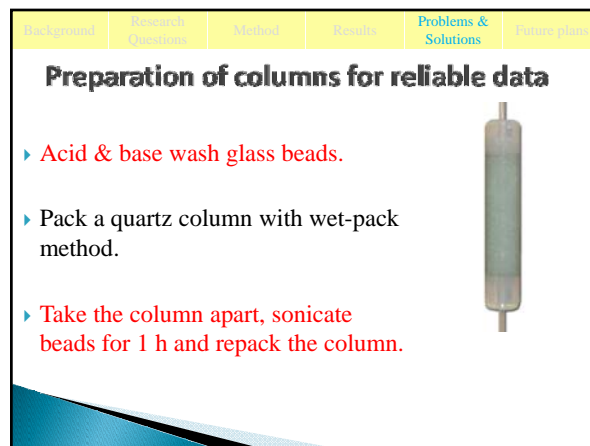 Background Research Questions Method Results Problems & Solutions Future plans
Preparation of columns for reliable data
Acid & base wash glass beads.
Pack a quartz column with wet-pack
method.
Take the column apart, sonicate
beads for 1 h and repack the column.